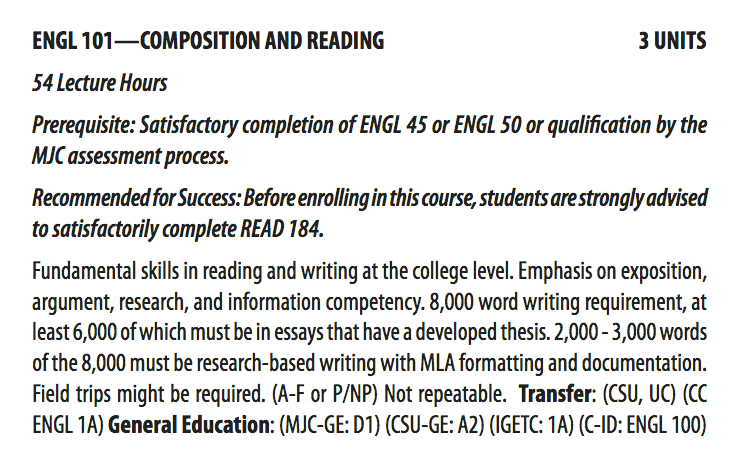 ENGL 101—COMPOSITION AND READING 3 UNITS
54 Lecture Hours
Prerequisite: Satisfactory completion of ENGL 45 or ENGL 50 or qualification by the
MJC assessment process.
Recommended for Success: Before enrolling in this course, students are strongly advised
to satisfactorily complete READ 184.
Fundamental skills in reading and writing at the college level. Emphasis on exposition,
argument, research, and information competency. 8,000 word writing requirement, at
least 6,000 of which must be in essays that have a developed thesis. 2,000 - 3,000 words
of the 8,000 must be research-based writing with MLA formatting and documentation.
Field trips might be required. (A-F or P/NP) Not repeatable. Transfer: (CSU, UC) (CC
ENGL 1A) General Education: (MJC-GE: D1) (CSU-GE: A2) (IGETC: 1A) (C-ID: ENGL 100)